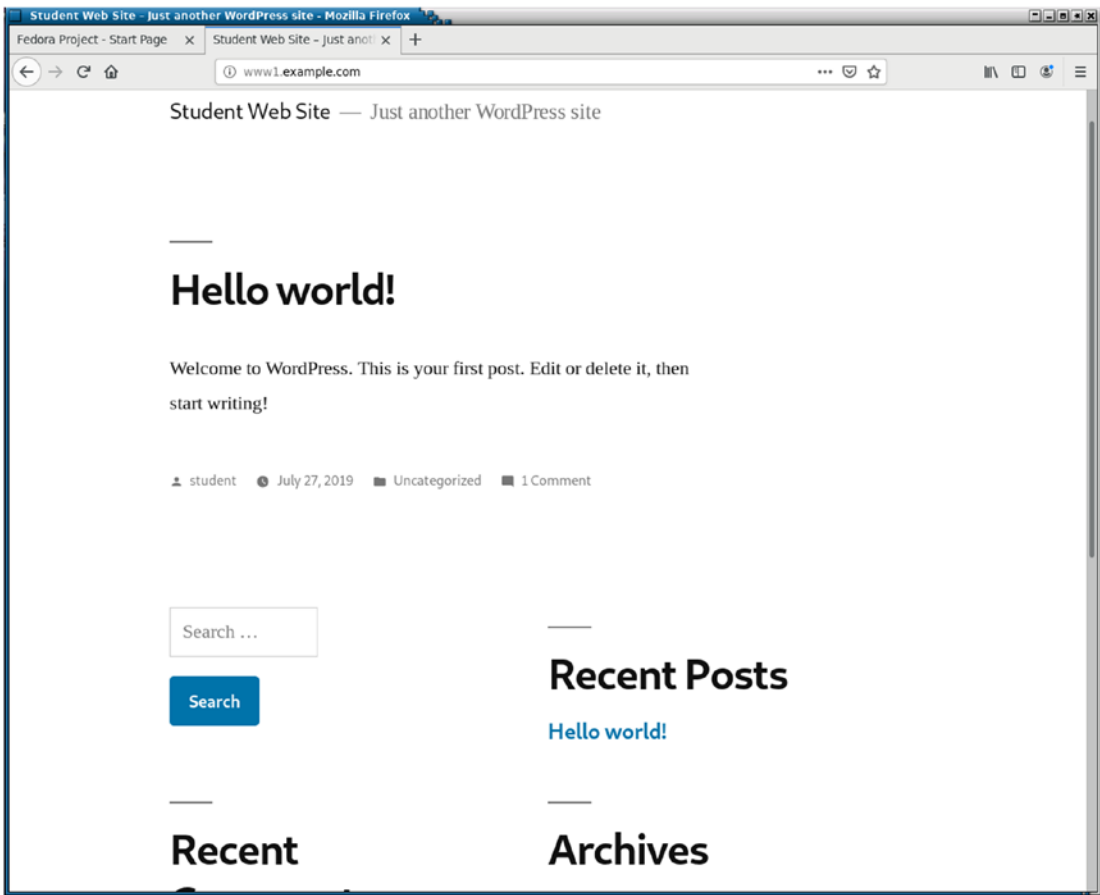 Student Web Site - Just another WordPress site - Mozilla Firefox
Fedora Project - Start Page
Student Web Site – Just anot
www1.example.com
Student Web Site — Just another WordPress site
Hello world!
Welcome to WordPress. This is your first post. Edit or delete it, then
start writing!
student July 27, 2019 Uncategorized 1 Comment
Search …
Search
Recent Posts
Hello world!
Recent
Archives